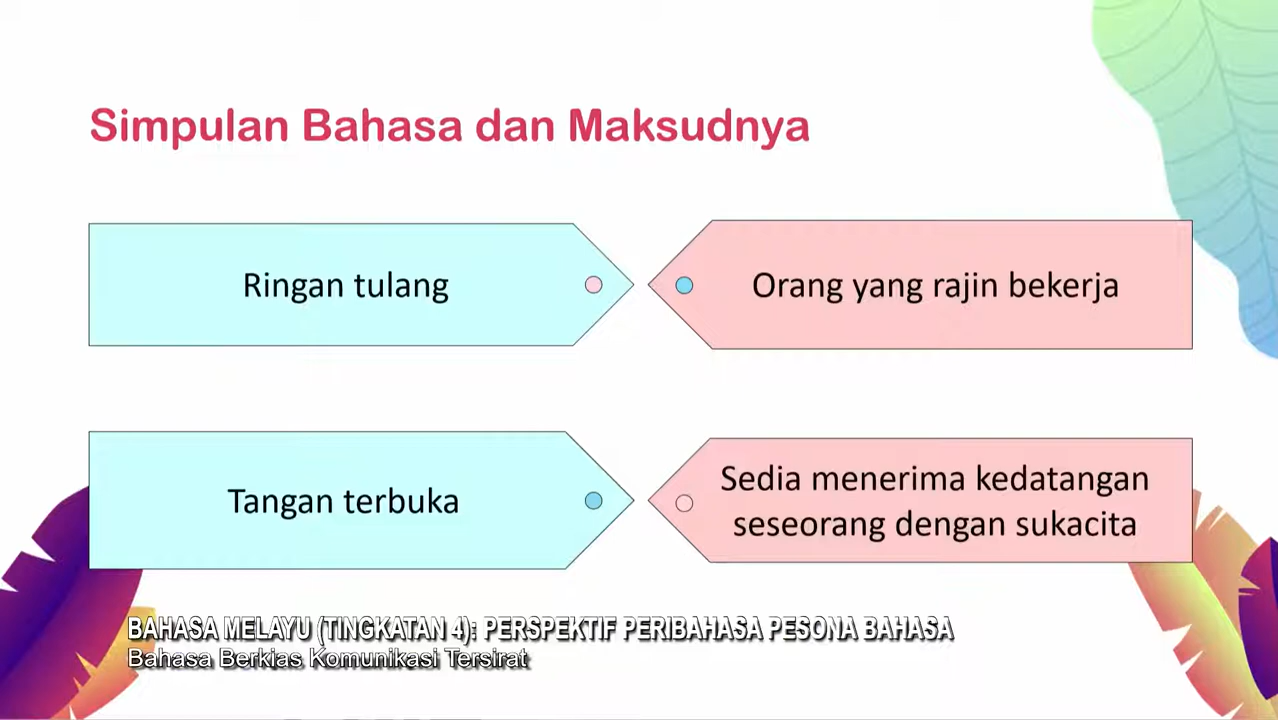 Simpulan Bahasa dan Maksudnya
Ringan tulang
Orang yang rajin bekerja
Tangan terbuka
Sedia menerima kedatangan
seseorang dengan sukacita
BAHASA MELAYU (TINGKATAN 4): PERSPEKTIF PERIBAHASA PESONA BAHASA
Bahasa Berkias Komunikasi Tersirat